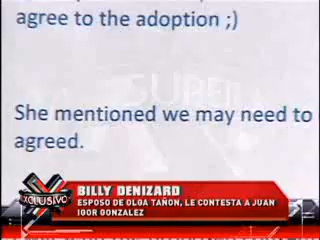 agree to the adoption ;)
She mentioned we may need to
agreed.
EXCLUSIVO
BILLY DENIZARD
ESPOSO DE OLGA TAÑON, LE CONTESTA A JUAN
IGOR GONZALEZ